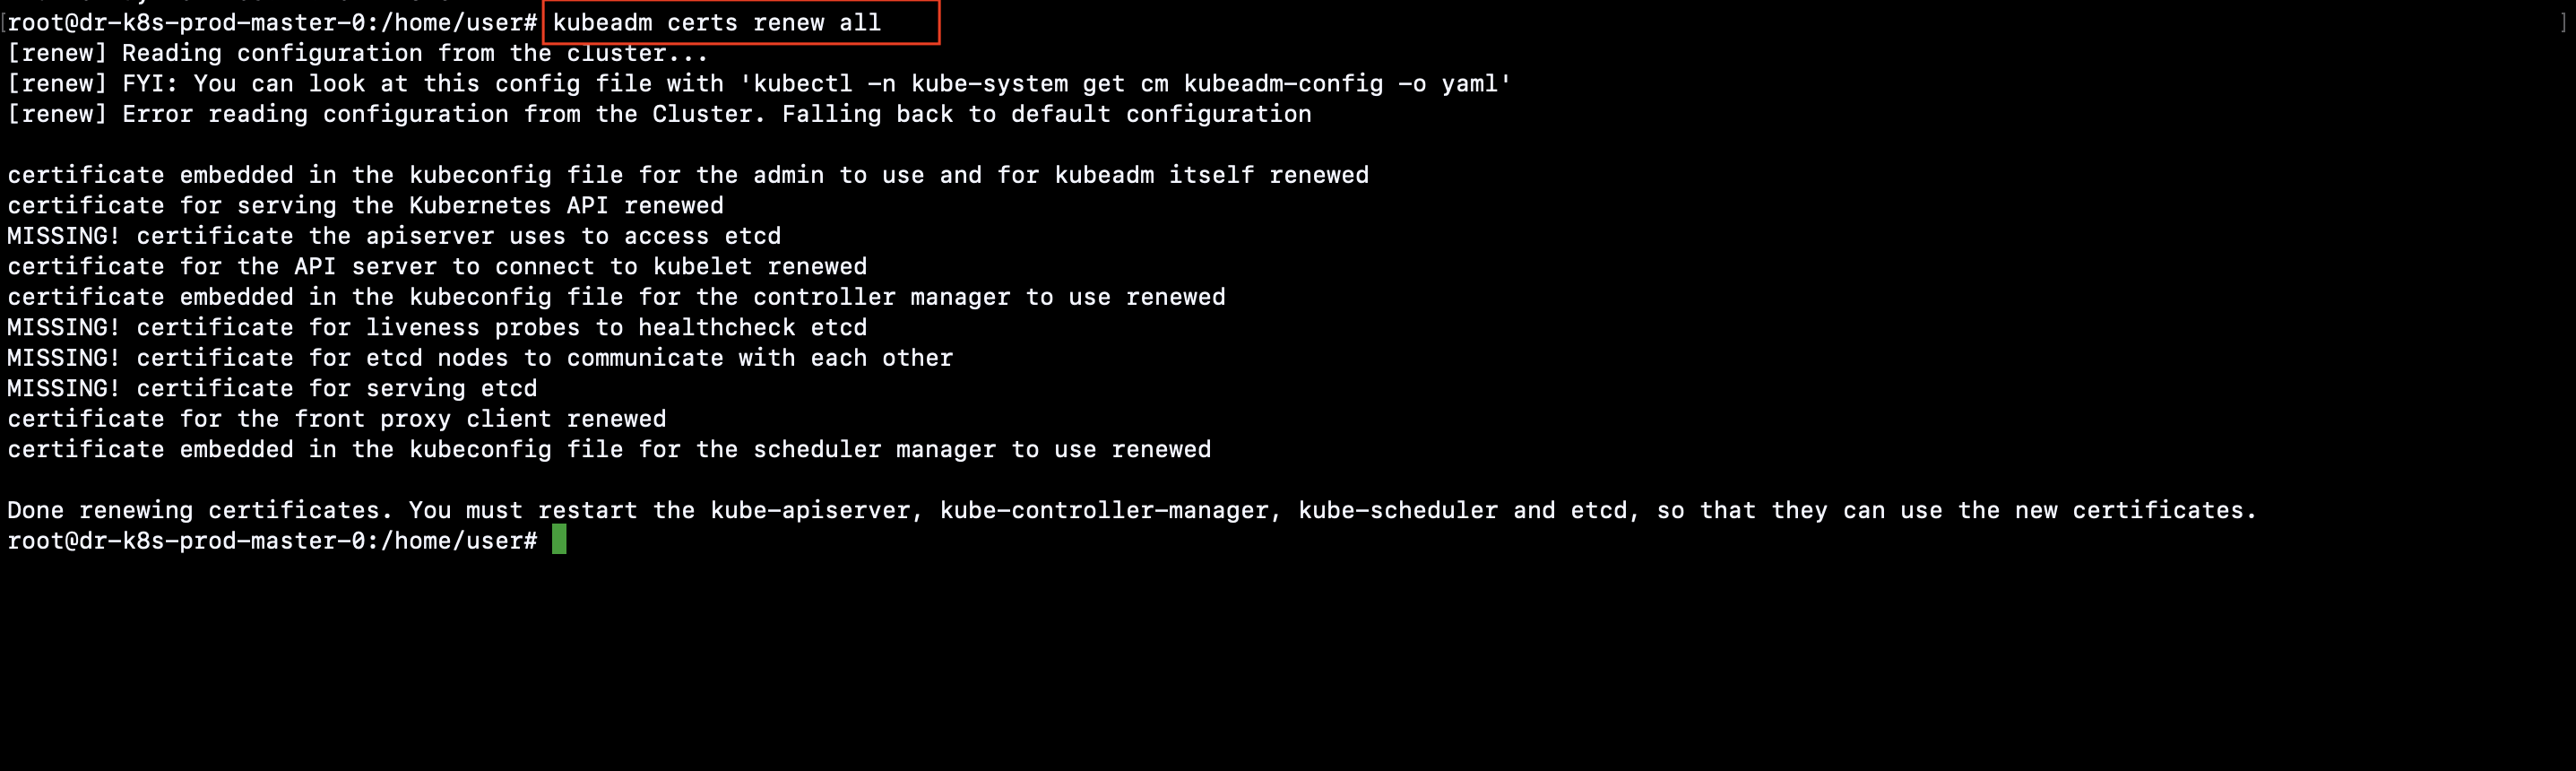 [root@dr-k8s-prod-master-0:/home/user# kubeadm certs renew all ]
[renew] Reading configuration from the cluster...
[renew] FYI: You can look at this config file with 'kubectl -n kube-system get cm kubeadm-config -o yaml'
[renew] Error reading configuration from the Cluster. Falling back to default configuration
certificate embedded in the kubeconfig file for the admin to use and for kubeadm itself renewed
certificate for serving the Kubernetes API renewed
MISSING! certificate the apiserver uses to access etcd
certificate for the API server to connect to kubelet renewed
certificate embedded in the kubeconfig file for the controller manager to use renewed
MISSING! certificate for liveness probes to healthcheck etcd
MISSING! certificate for etcd nodes to communicate with each other
MISSING! certificate for serving etcd
certificate for the front proxy client renewed
certificate embedded in the kubeconfig file for the scheduler manager to use renewed
Done renewing certificates. You must restart the kube-apiserver, kube-controller-manager, kube-scheduler and etcd, so that they can use the new certificates.
root@dr-k8s-prod-master-0:/home/user#